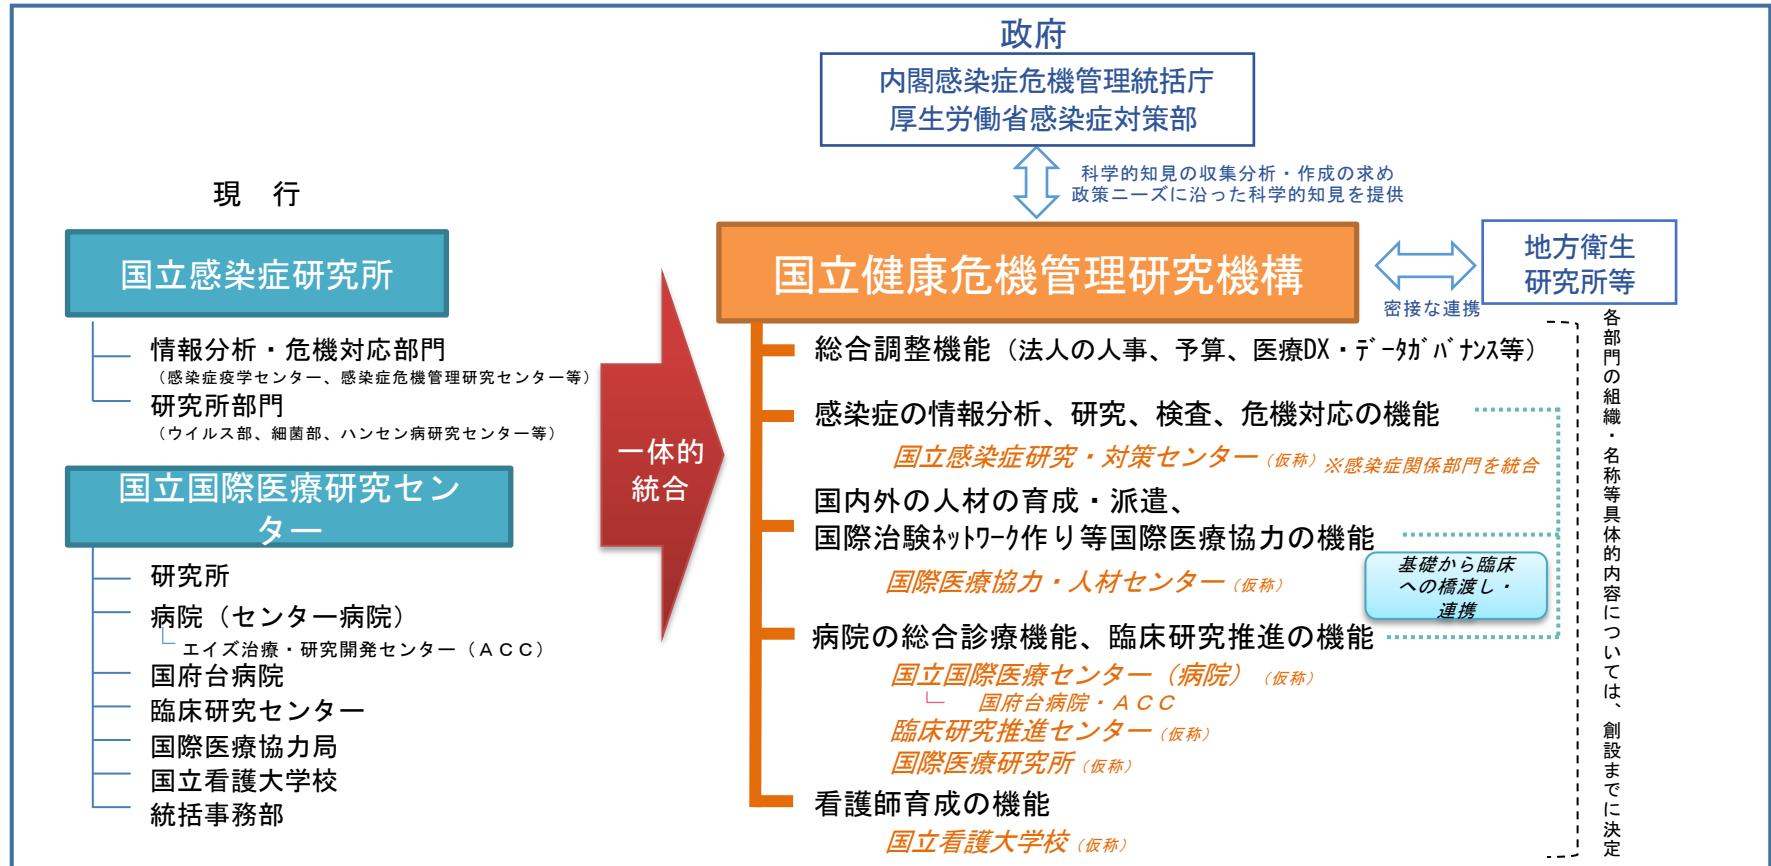 政府
内閣感染症危機管理統括庁
厚生労働省感染症対策部
科学的知見の収集分析・作成の求め
政策ニーズに沿った科学的知見を提供
現 行
国立感染症研究所
情報分析・危機対応部門
（感染症疫学センター、感染症危機管理研究センター等）
研究所部門
（ウイルス部、細菌部、ハンセン病研究センター等）
国立国際医療研究セン
ター
研究所
病院（センター病院）
エイズ治療・研究開発センター（ＡＣＣ）
国府台病院
臨床研究センター
国際医療協力局
国立看護大学校
統括事務部
一体的
統合
国立健康危機管理研究機構
地方衛生
研究所等
密接な連携
総合調整機能（法人の人事、予算、医療DX・ﾃﾞｰﾀｶﾞﾊﾞﾅﾝｽ等）
感染症の情報分析、研究、検査、危機対応の機能
国立感染症研究・対策センター（仮称）※感染症関係部門を統合
国内外の人材の育成・派遣、
国際治験ﾈｯﾄﾜｰｸ作り等国際医療協力の機能
国際医療協力・人材センター（仮称）
基礎から臨床
への橋渡し・
連携
病院の総合診療機能、臨床研究推進の機能
国立国際医療センター（病院）（仮称）
国府台病院・ＡＣＣ
臨床研究推進センター（仮称）
国際医療研究所（仮称）
看護師育成の機能
国立看護大学校（仮称）
各部門の組織・名称等具体的内容については、創設までに決定